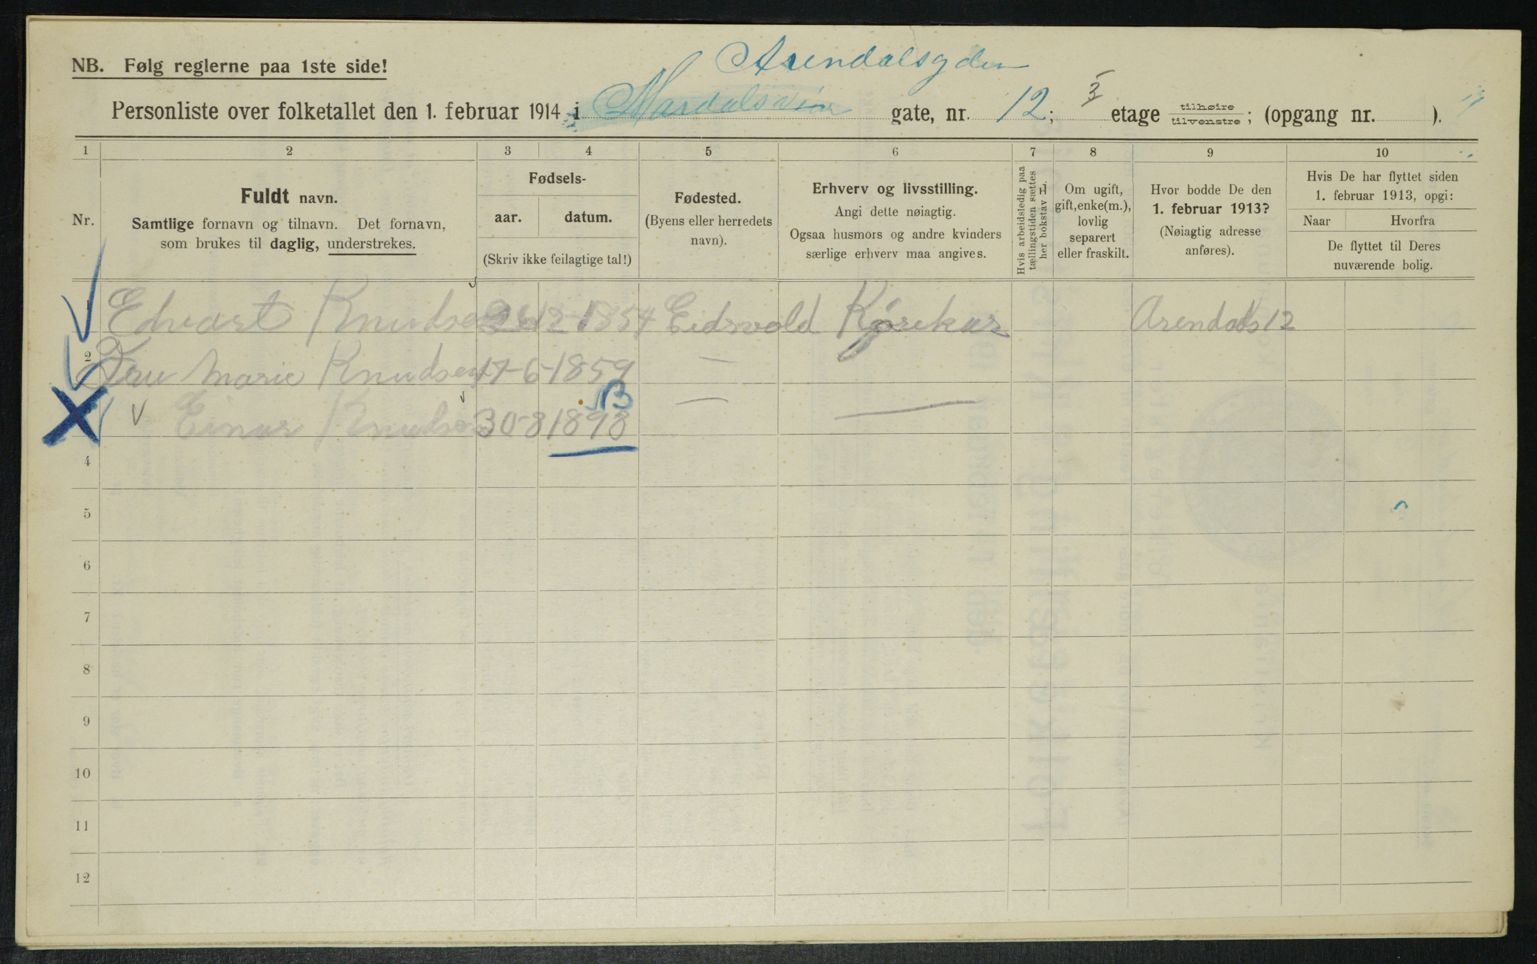 NB. Følg reglerne paa 1ste side!
Arendalsgden
Personliste over folketallet den 1. februar 1914 i gate, nr. 12; 3 etage tilhøire tilvenstre; (opgang nr. ).
1 2 3 4 5 6 7 8 9 10
Nr.
Fuldt navn.
Samtlige fornavn og tilnavn. Det fornavn,
som brukes til daglig, understrekes.
Fødsels-
aar. datum.
(Skriv ikke feilagtige tal!)
Fødested.
(Byens eller herredets
navn).
Erhverv og livsstilling.
Angi dette nøiagtig.
Ogsaa husmors og andre kvinders
særlige erhverv maa angives.
Hvis arbeidsledig paa
tællingstiden sættes
her bokstav L.
Om ugift,
gift, enke(m.),
lovlig
separert
eller fraskilt.
Hvor bodde De den
1. februar 1913?
(Nøiagtig adresse
anføres).
Hvis De har flyttet siden
1. februar 1913, opgi:
Naar Hvorfra
De flyttet til Deres
nuværende bolig.
Edvart Knudsen 12-1854 Eidsvold Kjørekar Arendals 12
2 Fru Marie Knudsen 17-6-1859 —
Einar Knudsen 30-8 1898 — —
B
4
5
6
7
8
9
10
11
12